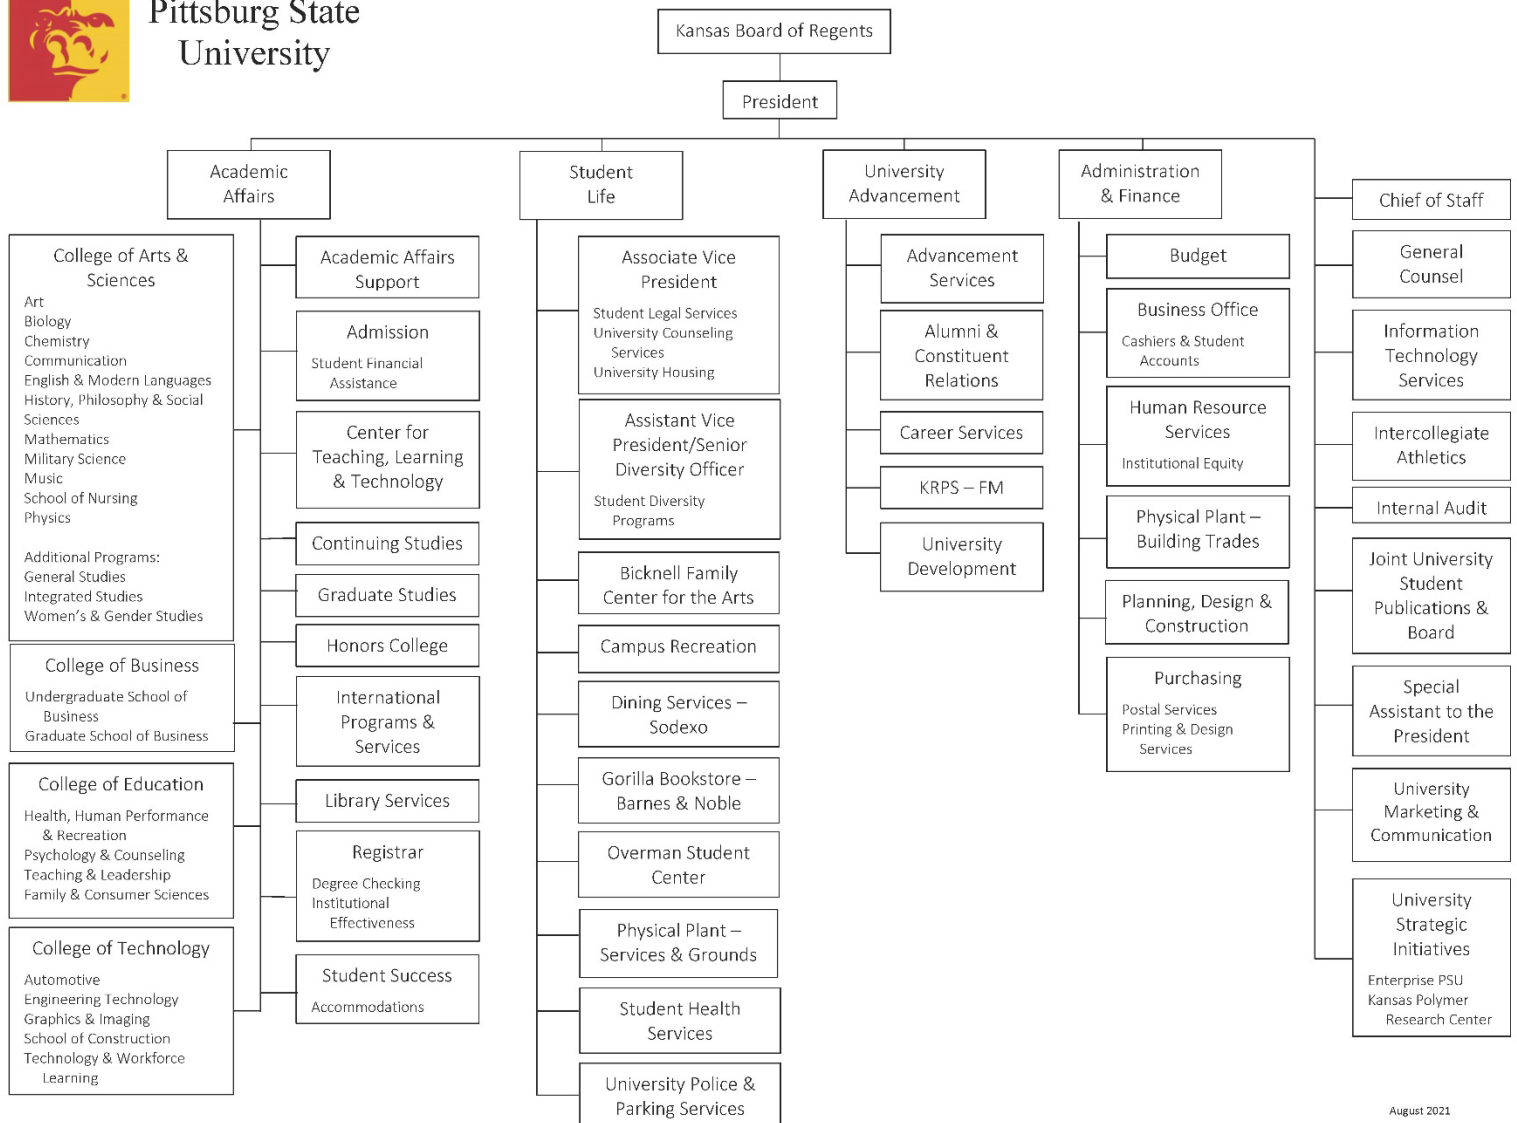 Pittsburg State
University
Kansas Board of Regents
President
Academic
Affairs
College of Arts &
Sciences
Art
Biology
Chemistry
Communication
English & Modern Languages
History, Philosophy & Social
Sciences
Mathematics
Military Science
Music
School of Nursing
Physics
Additional Programs:
General Studies
Integrated Studies
Women's & Gender Studies
College of Business
Undergraduate School of
Business
Graduate School of Business
College of Education
Health, Human Performance
& Recreation
Psychology & Counseling
Teaching & Leadership
Family & Consumer Sciences
College of Technology
Automotive
Engineering Technology
Graphics & Imaging
School of Construction
Technology & Workforce
Learning
Academic Affairs
Support
Admission
Student Financial
Assistance
Center for
Teaching, Learning
& Technology
Continuing Studies
Graduate Studies
Honors College
International
Programs &
Services
Library Services
Registrar
Degree Checking
Institutional
Effectiveness
Student Success
Accommodations
Student
Life
Associate Vice
President
Student Legal Services
University Counseling
Services
University Housing
Assistant Vice
President/Senior
Diversity Officer
Student Diversity
Programs
Bicknell Family
Center for the Arts
Campus Recreation
Dining Services –
Sodexo
Gorilla Bookstore –
Barnes & Noble
Overman Student
Center
Physical Plant –
Services & Grounds
Student Health
Services
University Police &
Parking Services
University
Advancement
Advancement
Services
Alumni &
Constituent
Relations
Career Services
KRPS – FM
University
Development
Administration
& Finance
Budget
Business Office
Cashiers & Student
Accounts
Human Resource
Services
Institutional Equity
Physical Plant –
Building Trades
Planning, Design &
Construction
Purchasing
Postal Services
Printing & Design
Services
Chief of Staff
General
Counsel
Information
Technology
Services
Intercollegiate
Athletics
Internal Audit
Joint University
Student
Publications &
Board
Special
Assistant to the
President
University
Marketing &
Communication
University
Strategic
Initiatives
Enterprise PSU
Kansas Polymer
Research Center
August 2021